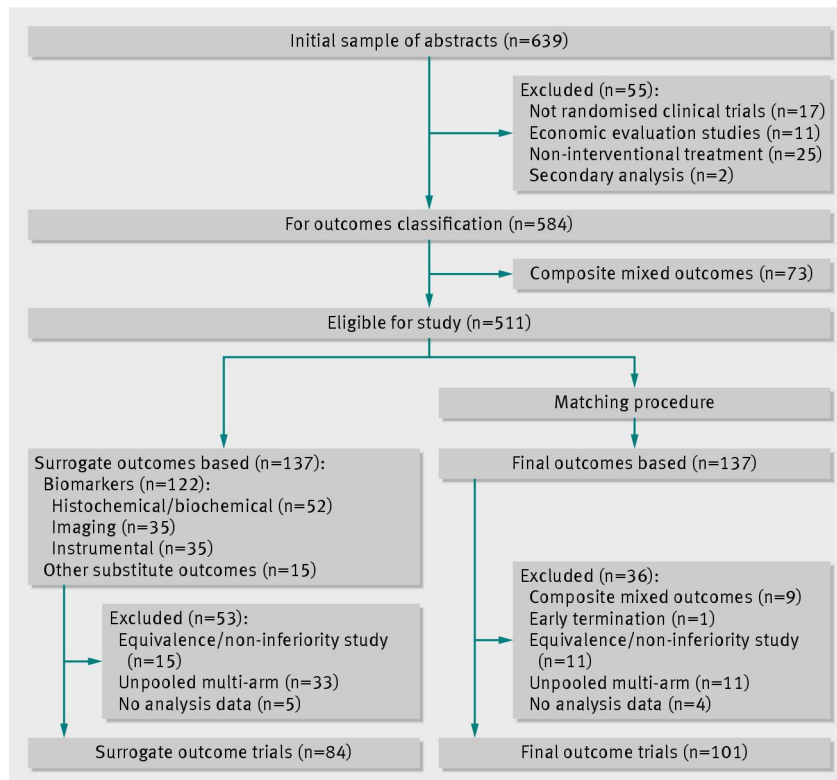 Initial sample of abstracts (n=639)
Excluded (n=55):
Not randomised clinical trials (n=17)
Economic evaluation studies (n=11)
Non-interventional treatment (n=25)
Secondary analysis (n=2)
For outcomes classification (n=584)
Composite mixed outcomes (n=73)
Eligible for study (n=511)
Matching procedure
Surrogate outcomes based (n=137):
Biomarkers (n=122):
Histochemical/biochemical (n=52)
Imaging (n=35)
Instrumental (n=35)
Other substitute outcomes (n=15)
Final outcomes based (n=137)
Excluded (n=53):
Equivalence/non-inferiority study
(n=15)
Unpooled multi-arm (n=33)
No analysis data (n=5)
Excluded (n=36):
Composite mixed outcomes (n=9)
Early termination (n=1)
Equivalence/non-inferiority study
(n=11)
Unpooled multi-arm (n=11)
No analysis data (n=4)
Surrogate outcome trials (n=84)
Final outcome trials (n=101)